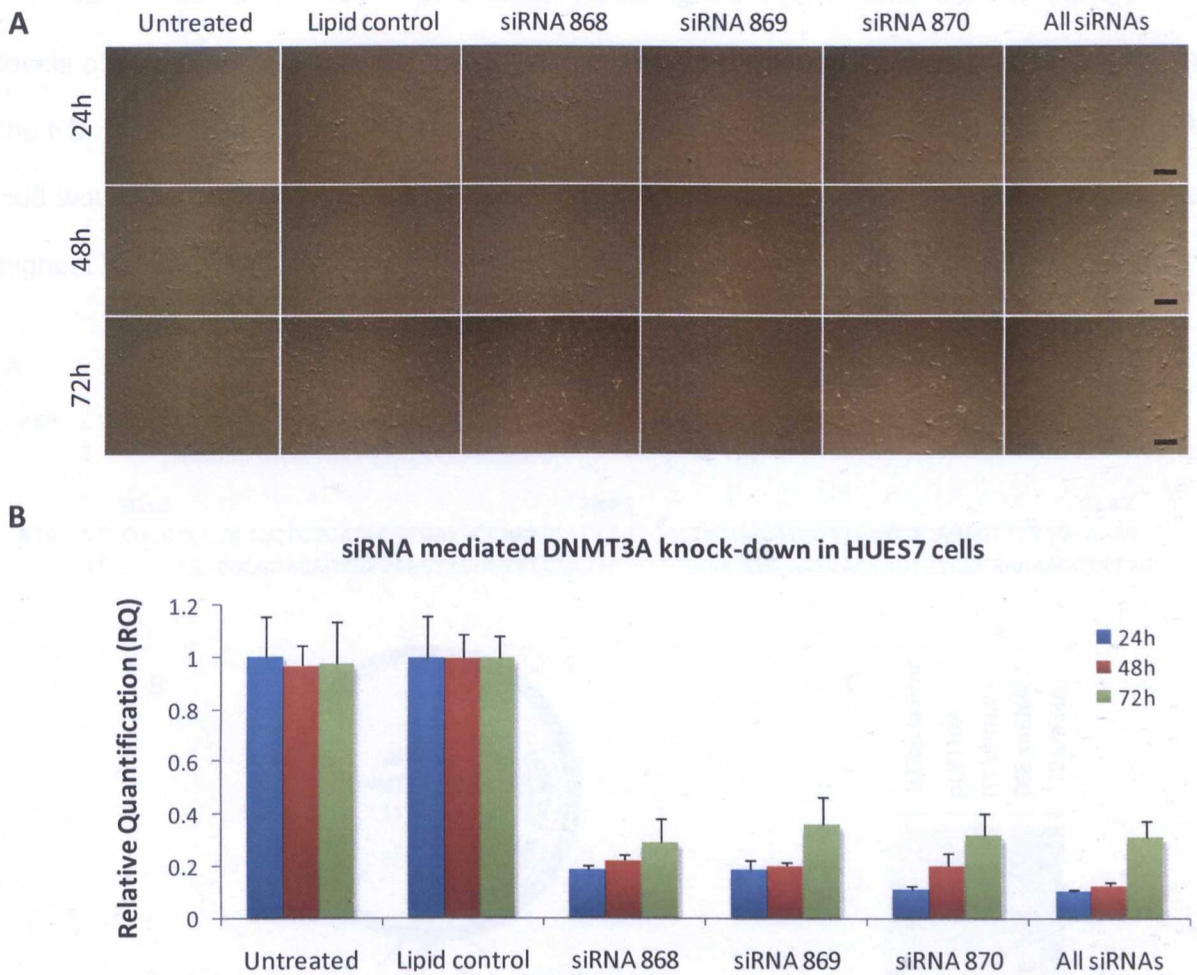 A
Untreated Lipid control siRNA 868 siRNA 869 siRNA 870 All siRNAs
24h
48h
72h
B
siRNA mediated DNMT3A knock-down in HUES7 cells
Relative Quantification (RQ)
1.2
1
0.8
0.6
0.4
0.2
0
24h
48h
72h
Untreated Lipid control siRNA 868 siRNA 869 siRNA 870 All siRNAs